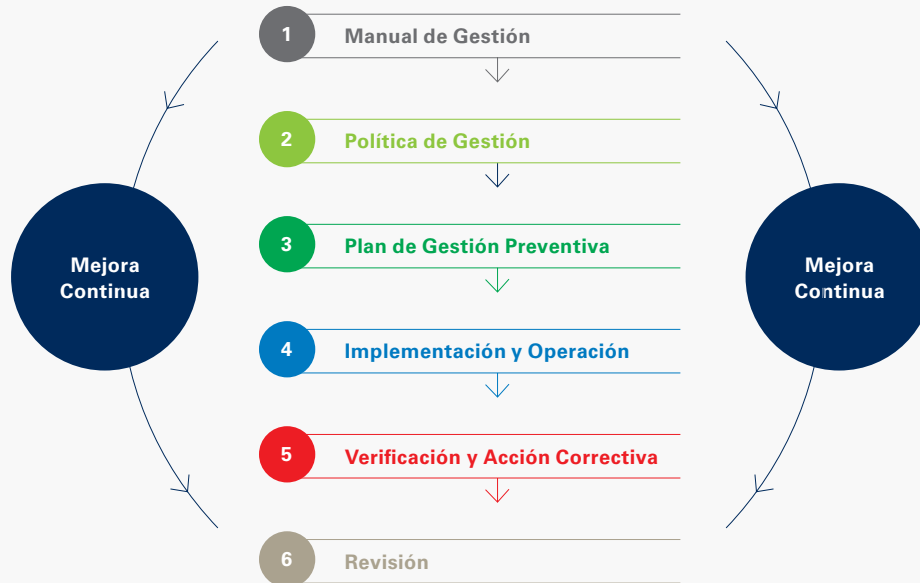 1 Manual de Gestión
2 Política de Gestión
3 Plan de Gestión Preventiva
Mejora
Continua
Mejora
Continua
4 Implementación y Operación
5 Verificación y Acción Correctiva
6 Revisión